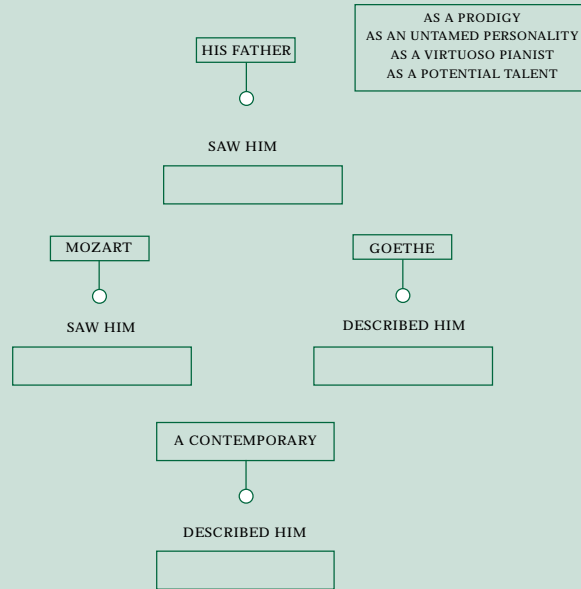 AS A PRODIGY
AS AN UNTAMED PERSONALITY
AS A VIRTUOSO PIANIST
AS A POTENTIAL TALENT
HIS FATHER
SAW HIM
MOZART
GOETHE
SAW HIM
DESCRIBED HIM
A CONTEMPORARY
DESCRIBED HIM